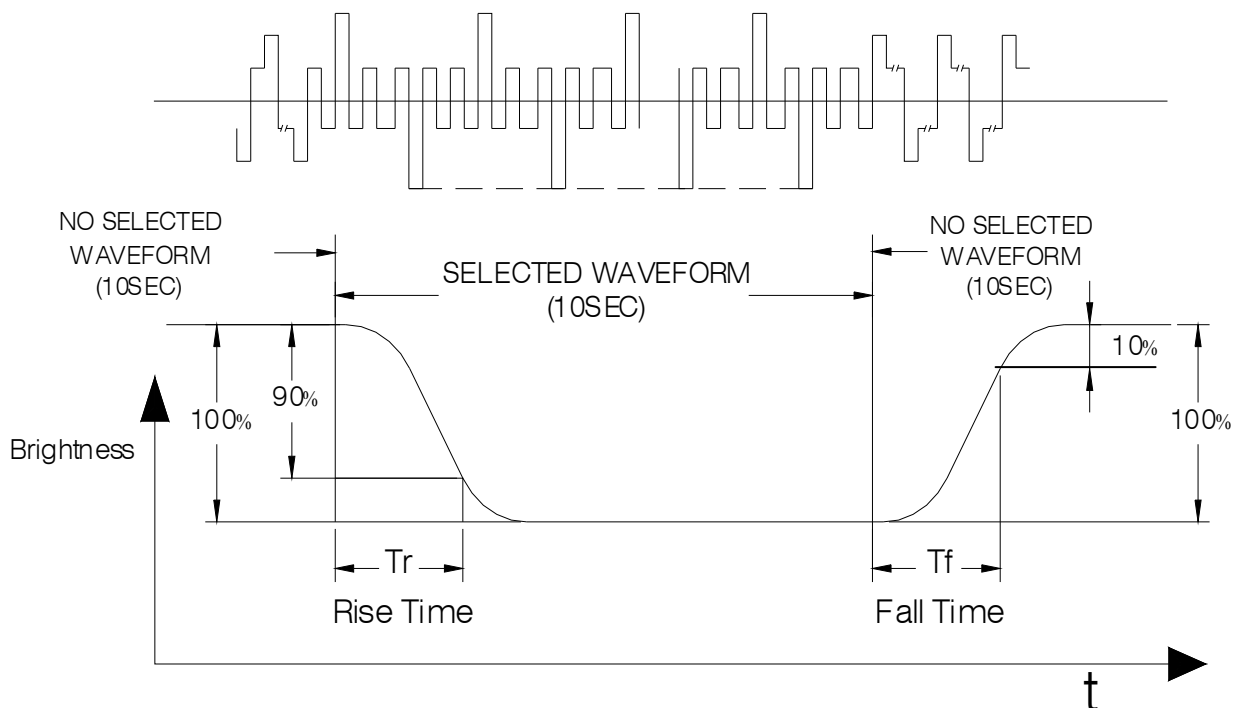 NO SELECTED
WAVEFORM
(10SEC)
SELECTED WAVEFORM
(10SEC)
NO SELECTED
WAVEFORM
(10SEC)
10%
90%
100%
100%
Brightness
Tr
Tf
Rise Time
Fall Time
t